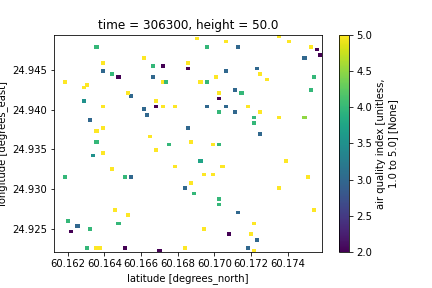 time = 306300, height = 50.0
longitude [degrees_east]
24.945
24.940
24.935
24.930
24.925
60.162 60.164 60.166 60.168 60.170 60.172 60.174
latitude [degrees_north]
5.0
4.5
4.0
3.5
3.0
2.5
2.0
air quality index [unitless,
1.0 to 5.0] [None]